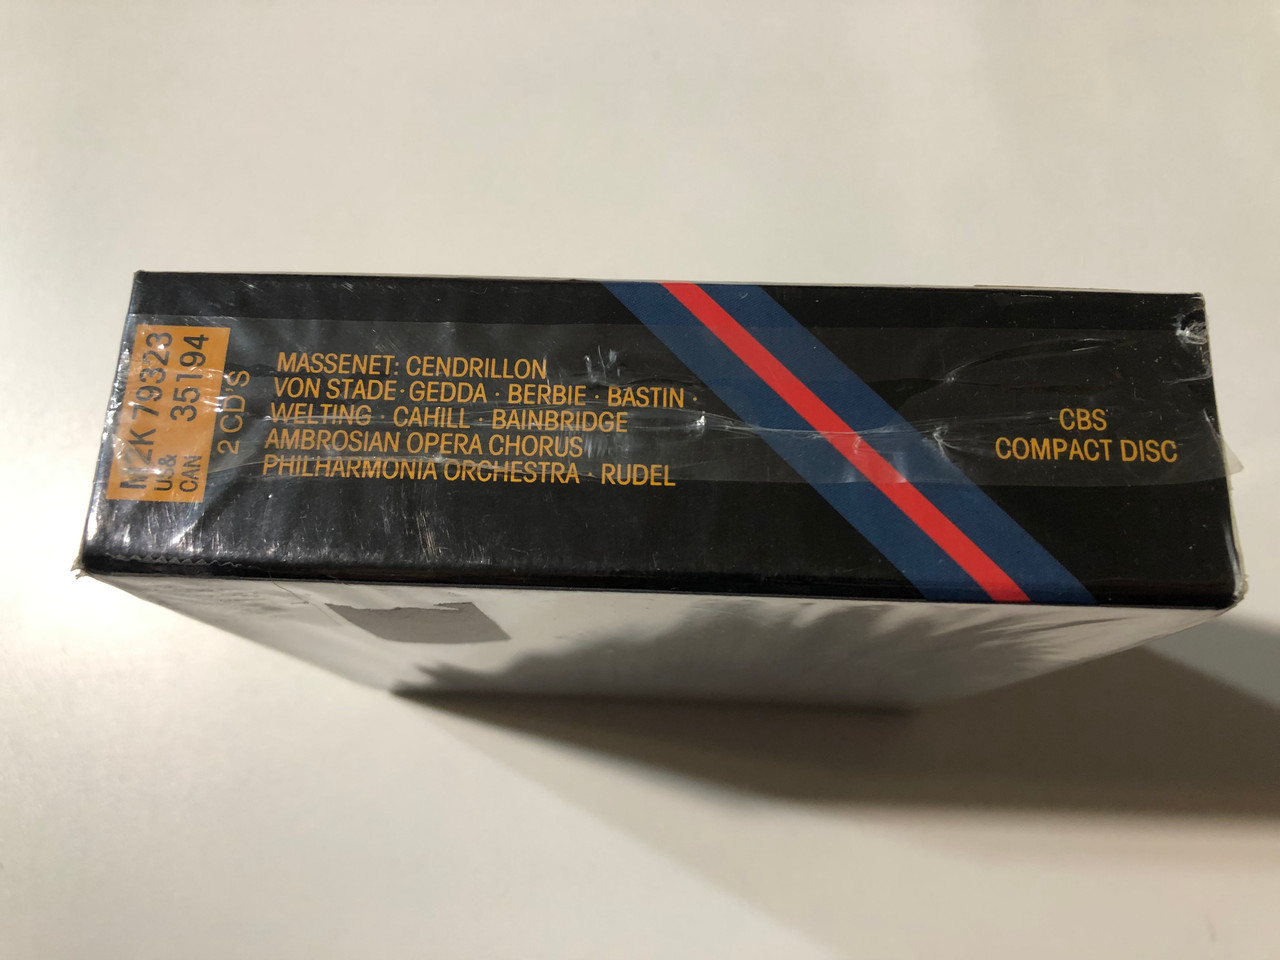 M2K 79323
US &
CAN 35194
2 CD'S
MASSENET: CENDRILLON
VON STADE · GEDDA · BERBIE · BASTIN ·
WELTING · CAHILL · BAINBRIDGE
AMBROSIAN OPERA CHORUS
PHILHARMONIA ORCHESTRA · RUDEL
CBS
COMPACT DISC